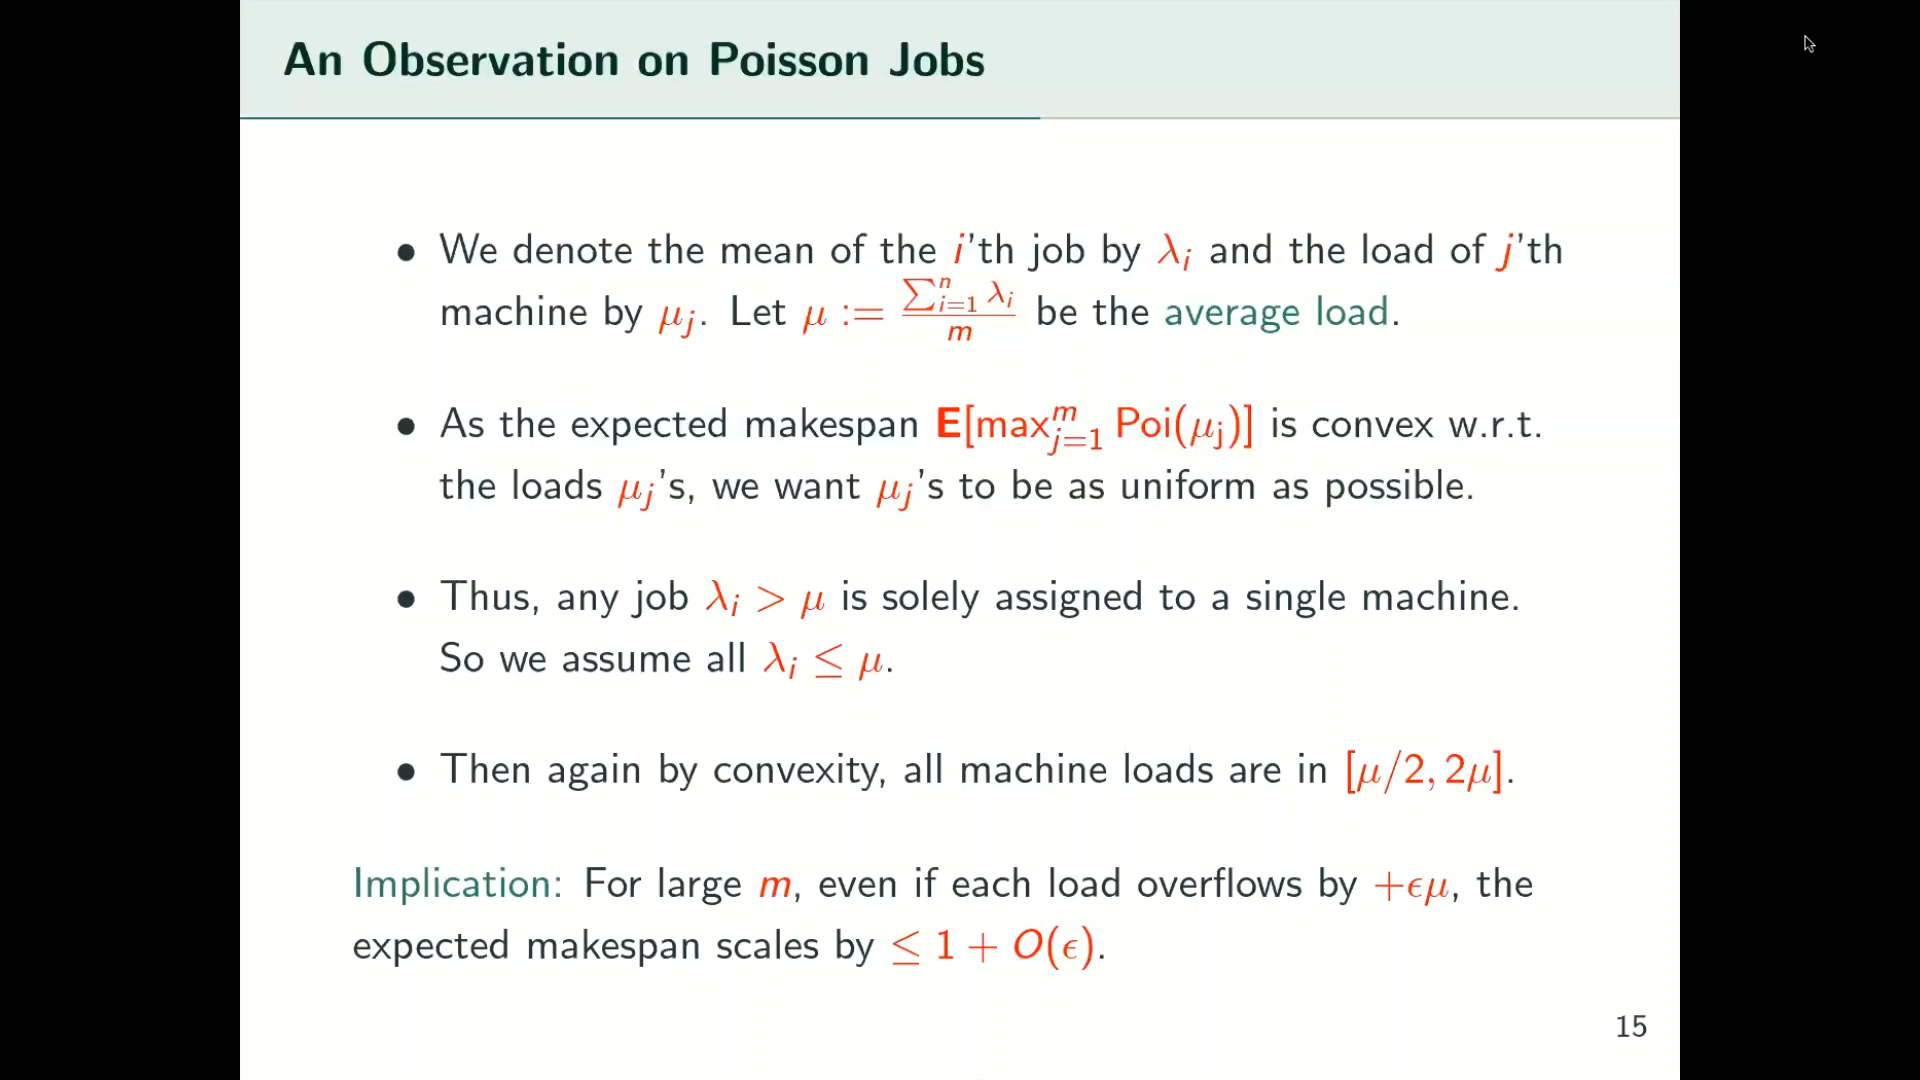 An Observation on Poisson Jobs
• We denote the mean of the i'th job by λ_i and the load of j'th
machine by μ_j. Let μ := \frac{∑_{i=1}^{n} λ_i}{m} be the average load.
• As the expected makespan E[max_{j=1}^{m} Poi(μ_j)] is convex w.r.t.
the loads μ_j's, we want μ_j's to be as uniform as possible.
• Thus, any job λ_i > μ is solely assigned to a single machine.
So we assume all λ_i ≤ μ.
• Then again by convexity, all machine loads are in [μ/2, 2μ].
Implication: For large m, even if each load overflows by +ϵμ, the
expected makespan scales by ≤ 1 + O(ϵ).
15